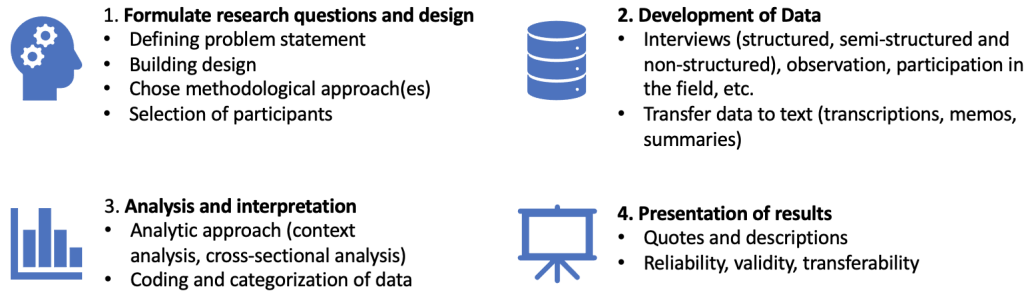 1. Formulate research questions and design
• Defining problem statement
• Building design
• Chose methodological approach(es)
• Selection of participants
2. Development of Data
• Interviews (structured, semi-structured and
non-structured), observation, participation in
the field, etc.
• Transfer data to text (transcriptions, memos,
summaries)
3. Analysis and interpretation
• Analytic approach (context
analysis, cross-sectional analysis)
• Coding and categorization of data
4. Presentation of results
• Quotes and descriptions
• Reliability, validity, transferability